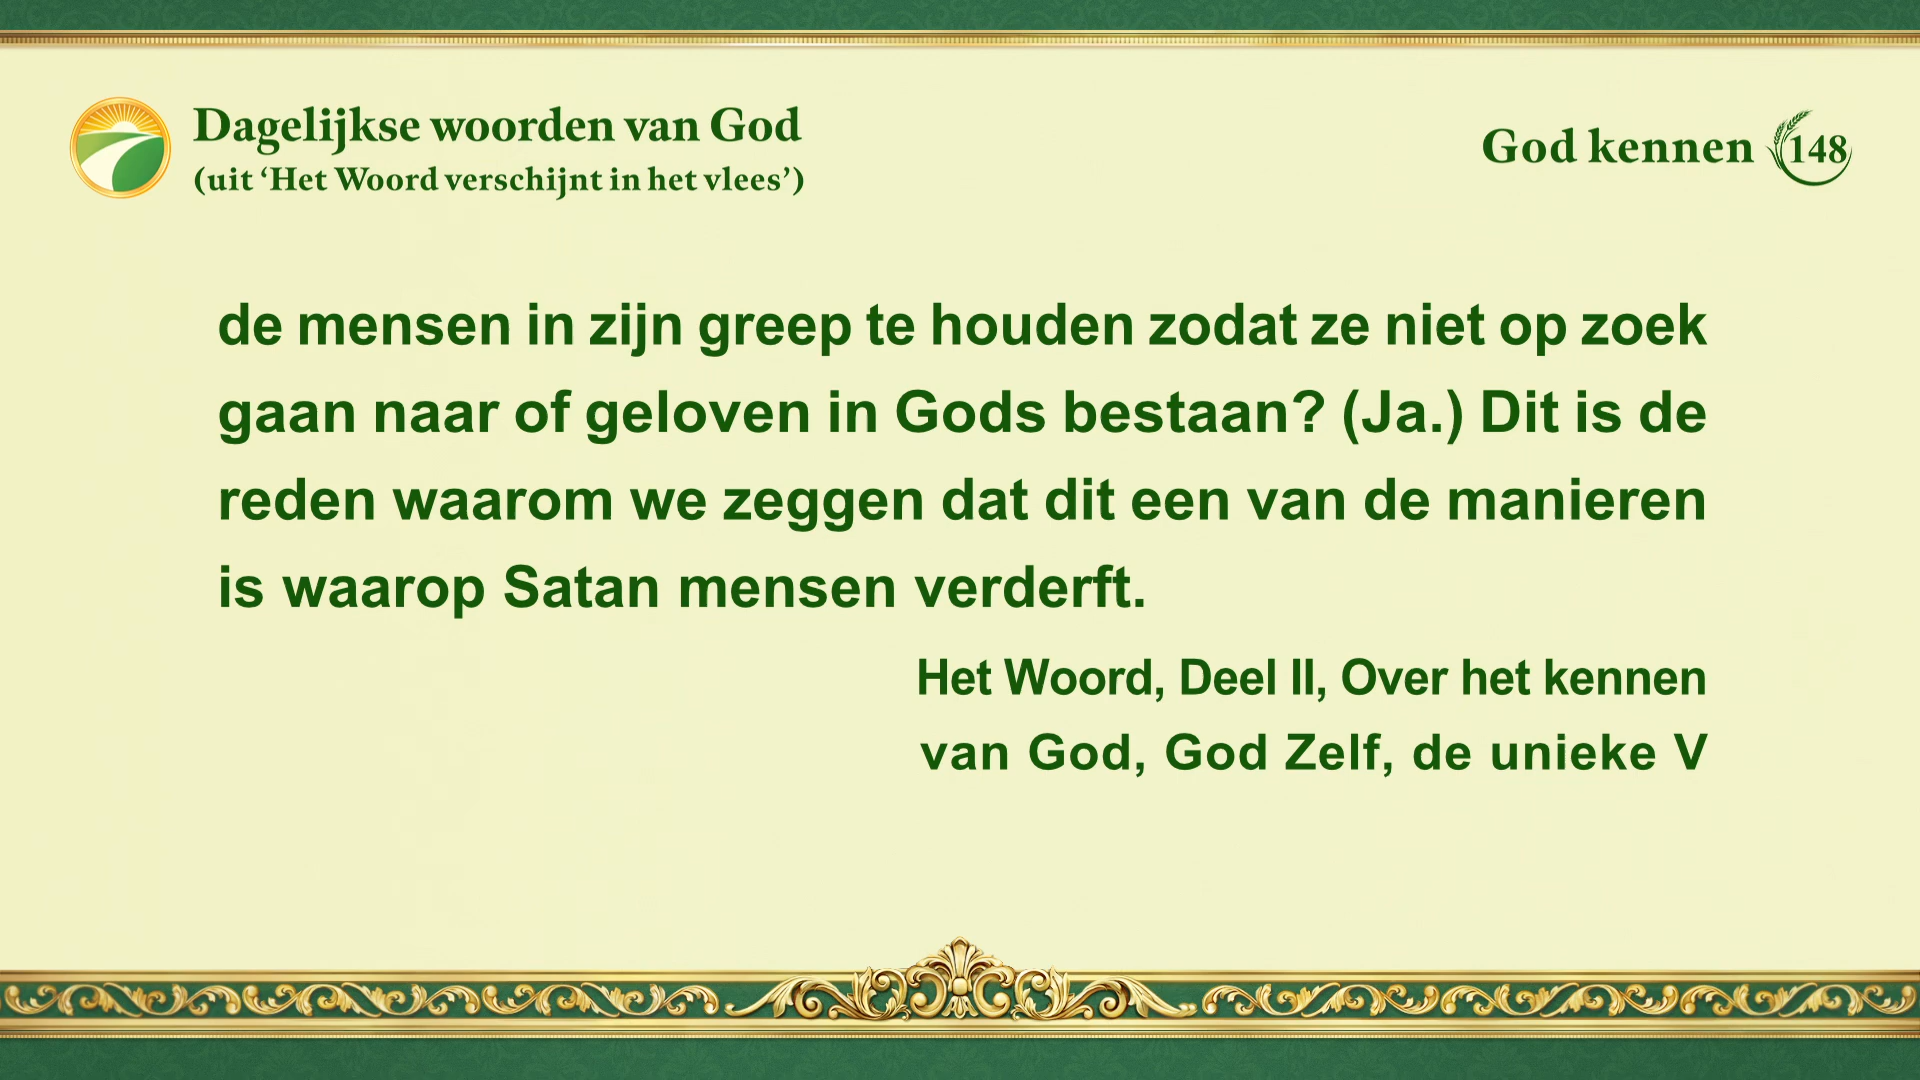 Dagelijkse woorden van God
(uit ‘Het Woord verschijnt in het vlees’)
God kennen 148
de mensen in zijn greep te houden zodat ze niet op zoek
gaan naar of geloven in Gods bestaan? (Ja.) Dit is de
reden waarom we zeggen dat dit een van de manieren
is waarop Satan mensen verderft.
Het Woord, Deel II, Over het kennen
van God, God Zelf, de unieke V